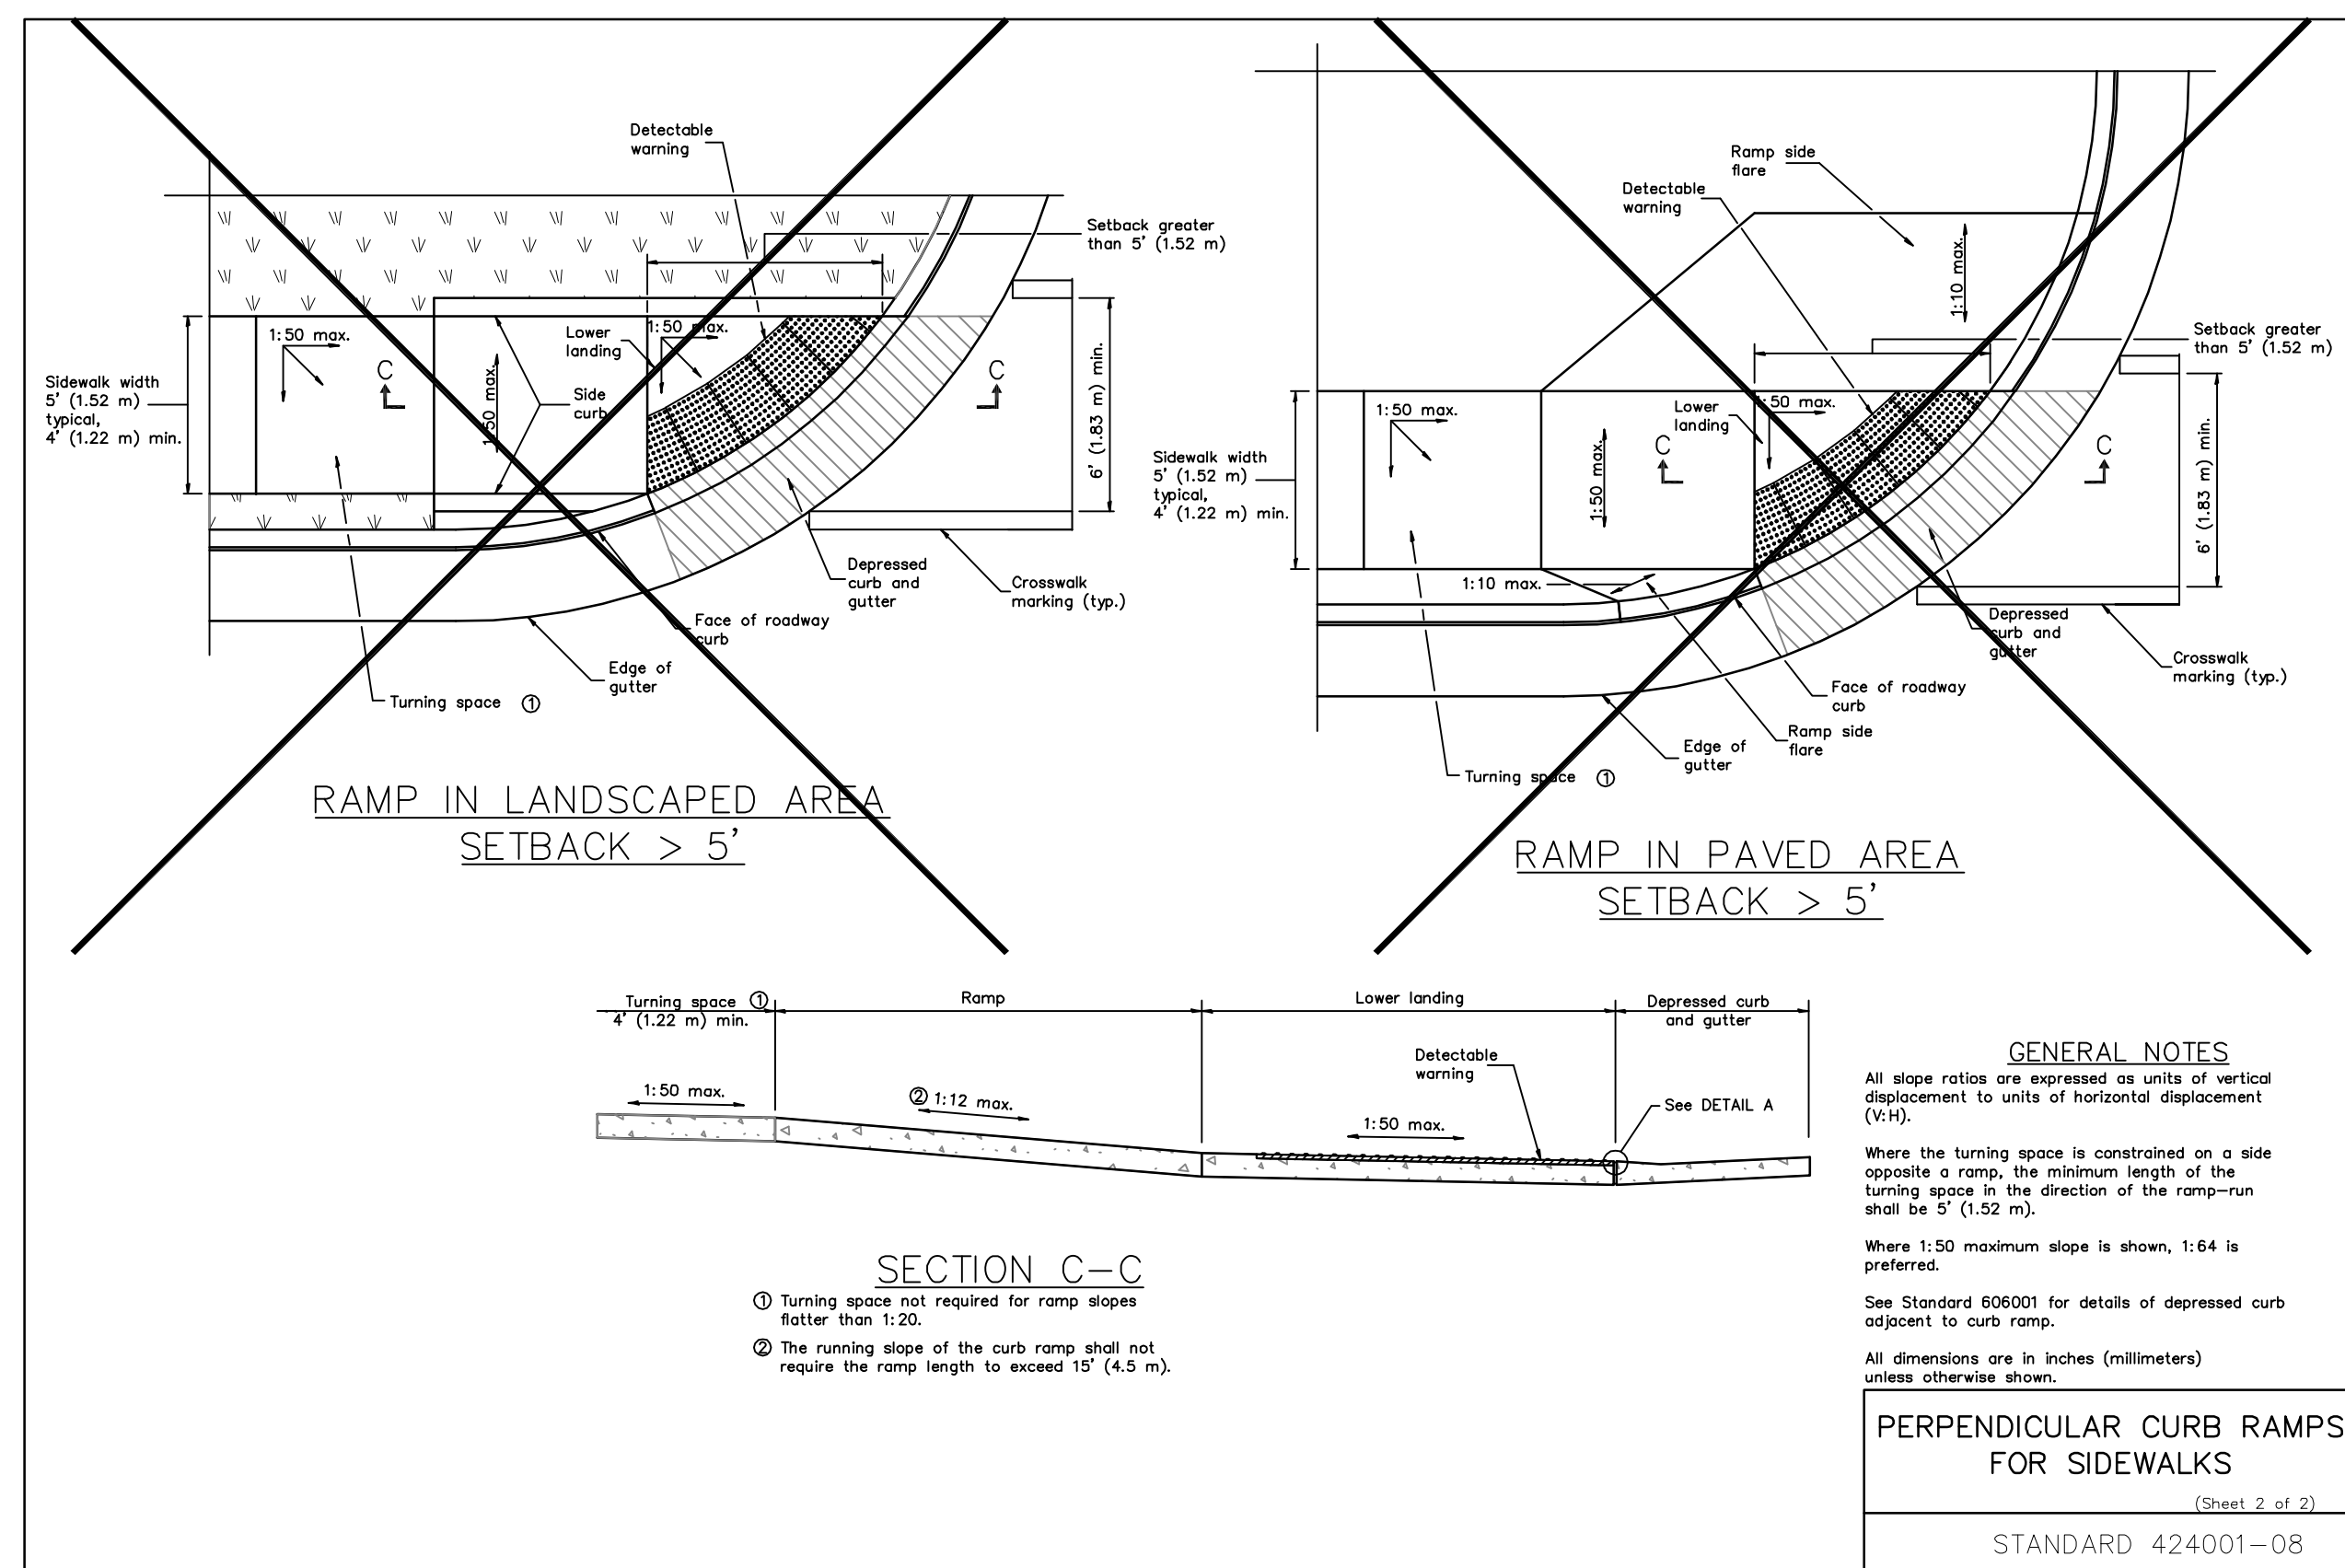 Detectable
warning
Setback greater
than 5' (1.52 m)
1:50 max.
Lower
landing
1:50 max.
C
C
Sidewalk width
5' (1.52 m)
typical,
4' (1.22 m) min.
1:50 max.
Side
curb
6' (1.83 m) min.
Depressed
curb and
gutter
Crosswalk
marking (typ.)
Face of roadway
curb
Edge of
gutter
Turning space ①
RAMP IN LANDSCAPED AREA
SETBACK > 5'
Ramp side
flare
Detectable
warning
1:10 max.
Setback greater
than 5' (1.52 m)
1:50 max.
Lower
landing
1:50 max.
C
C
Sidewalk width
5' (1.52 m)
typical,
4' (1.22 m) min.
1:50 max.
6' (1.83 m) min.
1:10 max.
Depressed
curb and
gutter
Crosswalk
marking (typ.)
Face of roadway
curb
Ramp side
flare
Edge of
gutter
Turning space ①
RAMP IN PAVED AREA
SETBACK > 5'
Turning space ①
4' (1.22 m) min.
Ramp
Lower landing
Depressed curb
and gutter
Detectable
warning
1:50 max.
② 1:12 max.
1:50 max.
See DETAIL A
SECTION C-C
① Turning space not required for ramp slopes
flatter than 1:20.
② The running slope of the curb ramp shall not
require the ramp length to exceed 15' (4.5 m).
GENERAL NOTES
All slope ratios are expressed as units of vertical
displacement to units of horizontal displacement
(V:H).
Where the turning space is constrained on a side
opposite a ramp, the minimum length of the
turning space in the direction of the ramp-run
shall be 5' (1.52 m).
Where 1:50 maximum slope is shown, 1:64 is
preferred.
See Standard 606001 for details of depressed curb
adjacent to curb ramp.
All dimensions are in inches (millimeters)
unless otherwise shown.
PERPENDICULAR CURB RAMPS
FOR SIDEWALKS
(Sheet 2 of 2)
STANDARD 424001-08